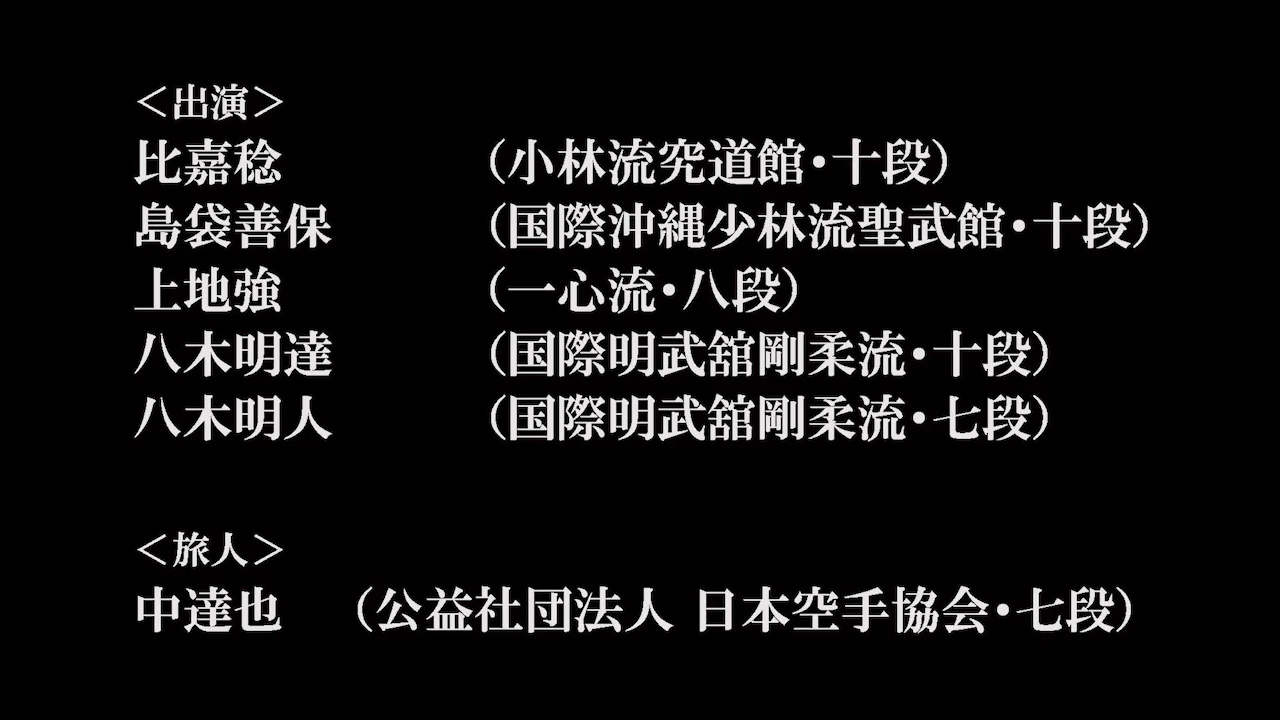 ＜出演＞
比嘉稔 （小林流究道館・十段）
島袋善保 （国際沖縄少林流聖武館・十段）
上地強 （一心流・八段）
八木明達 （国際明武舘剛柔流・十段）
八木明人 （国際明武舘剛柔流・七段）
＜旅人＞
中達也 （公益社団法人 日本空手協会・七段）